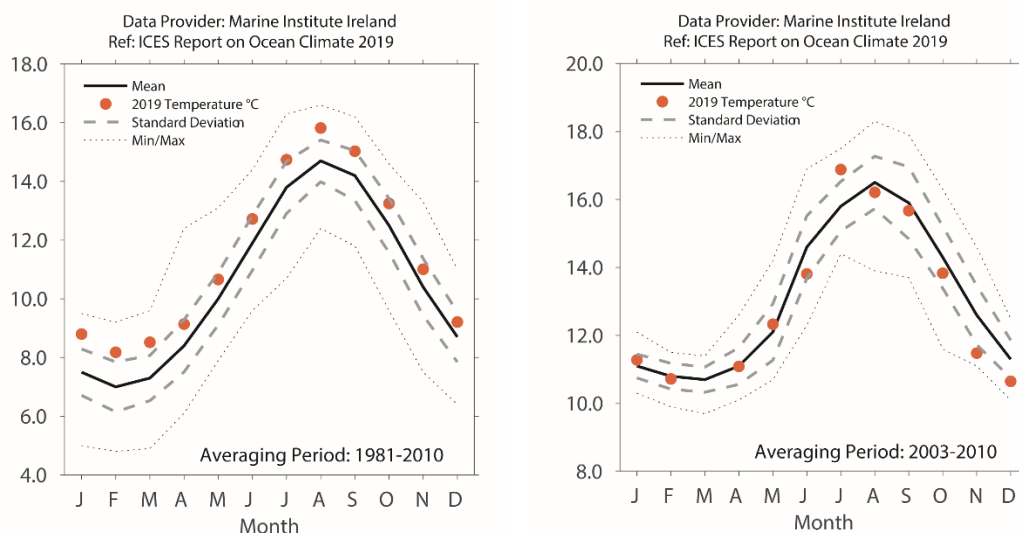 Data Provider: Marine Institute Ireland
Ref: ICES Report on Ocean Climate 2019
18.0
16.0
14.0
12.0
10.0
8.0
6.0
4.0
Mean
2019 Temperature °C
Standard Deviation
Min/Max
Averaging Period: 1981-2010
J F M A M J J A S O N D
Month
Data Provider: Marine Institute Ireland
Ref: ICES Report on Ocean Climate 2019
20.0
18.0
16.0
14.0
12.0
10.0
8.0
Mean
2019 Temperature °C
Standard Deviation
Min/Max
Averaging Period: 2003-2010
J F M A M J J A S O N D
Month